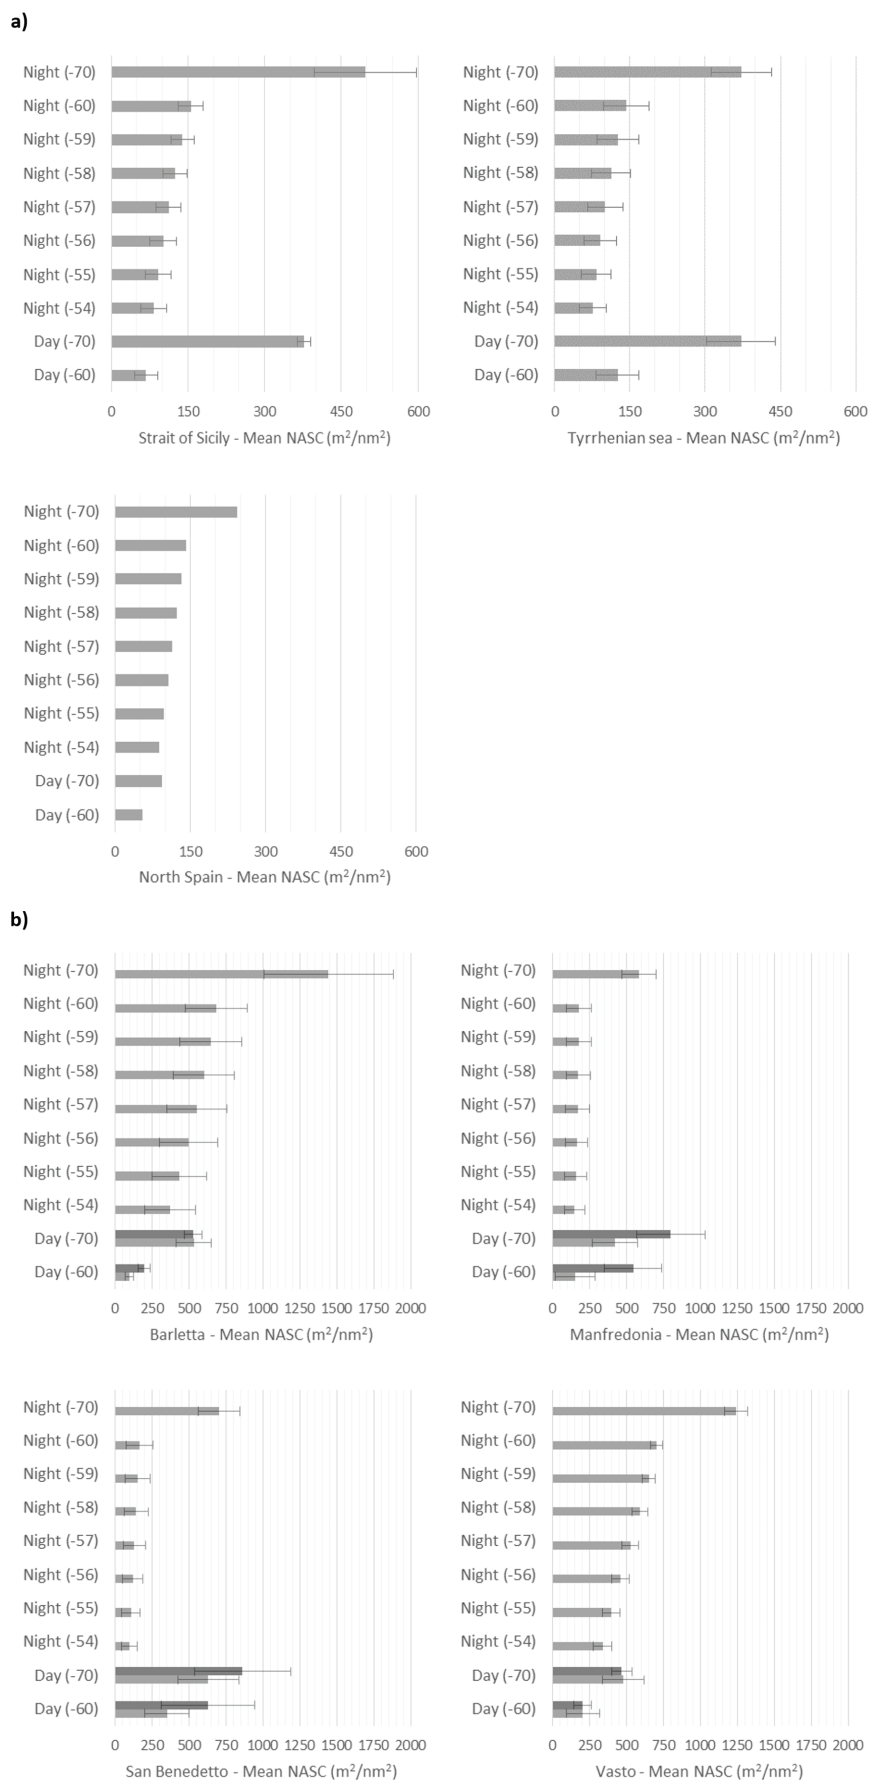 a)
Night (-70)
Night (-60)
Night (-59)
Night (-58)
Night (-57)
Night (-56)
Night (-55)
Night (-54)
Day (-70)
Day (-60)
0 150 300 450 600
Strait of Sicily - Mean NASC (m²/nm²)
Night (-70)
Night (-60)
Night (-59)
Night (-58)
Night (-57)
Night (-56)
Night (-55)
Night (-54)
Day (-70)
Day (-60)
0 150 300 450 600
Tyrrhenian sea - Mean NASC (m²/nm²)
Night (-70)
Night (-60)
Night (-59)
Night (-58)
Night (-57)
Night (-56)
Night (-55)
Night (-54)
Day (-70)
Day (-60)
0 150 300 450 600
North Spain - Mean NASC (m²/nm²)
b)
Night (-70)
Night (-60)
Night (-59)
Night (-58)
Night (-57)
Night (-56)
Night (-55)
Night (-54)
Day (-70)
Day (-60)
0 250 500 750 1000 1250 1500 1750 2000
Barletta - Mean NASC (m²/nm²)
Night (-70)
Night (-60)
Night (-59)
Night (-58)
Night (-57)
Night (-56)
Night (-55)
Night (-54)
Day (-70)
Day (-60)
0 250 500 750 1000 1250 1500 1750 2000
Manfredonia - Mean NASC (m²/nm²)
Night (-70)
Night (-60)
Night (-59)
Night (-58)
Night (-57)
Night (-56)
Night (-55)
Night (-54)
Day (-70)
Day (-60)
0 250 500 750 1000 1250 1500 1750 2000
San Benedetto - Mean NASC (m²/nm²)
Night (-70)
Night (-60)
Night (-59)
Night (-58)
Night (-57)
Night (-56)
Night (-55)
Night (-54)
Day (-70)
Day (-60)
0 250 500 750 1000 1250 1500 1750 2000
Vasto - Mean NASC (m²/nm²)